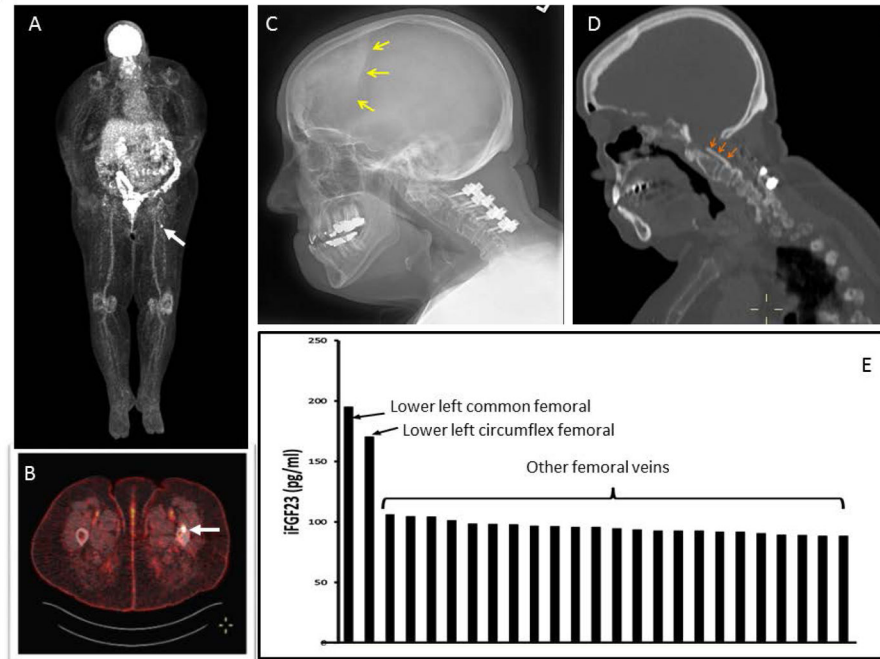 A
B
C
D
E
250
200
150
100
50
0
iFGF23 (pg/ml)
Lower left common femoral
Lower left circumflex femoral
Other femoral veins